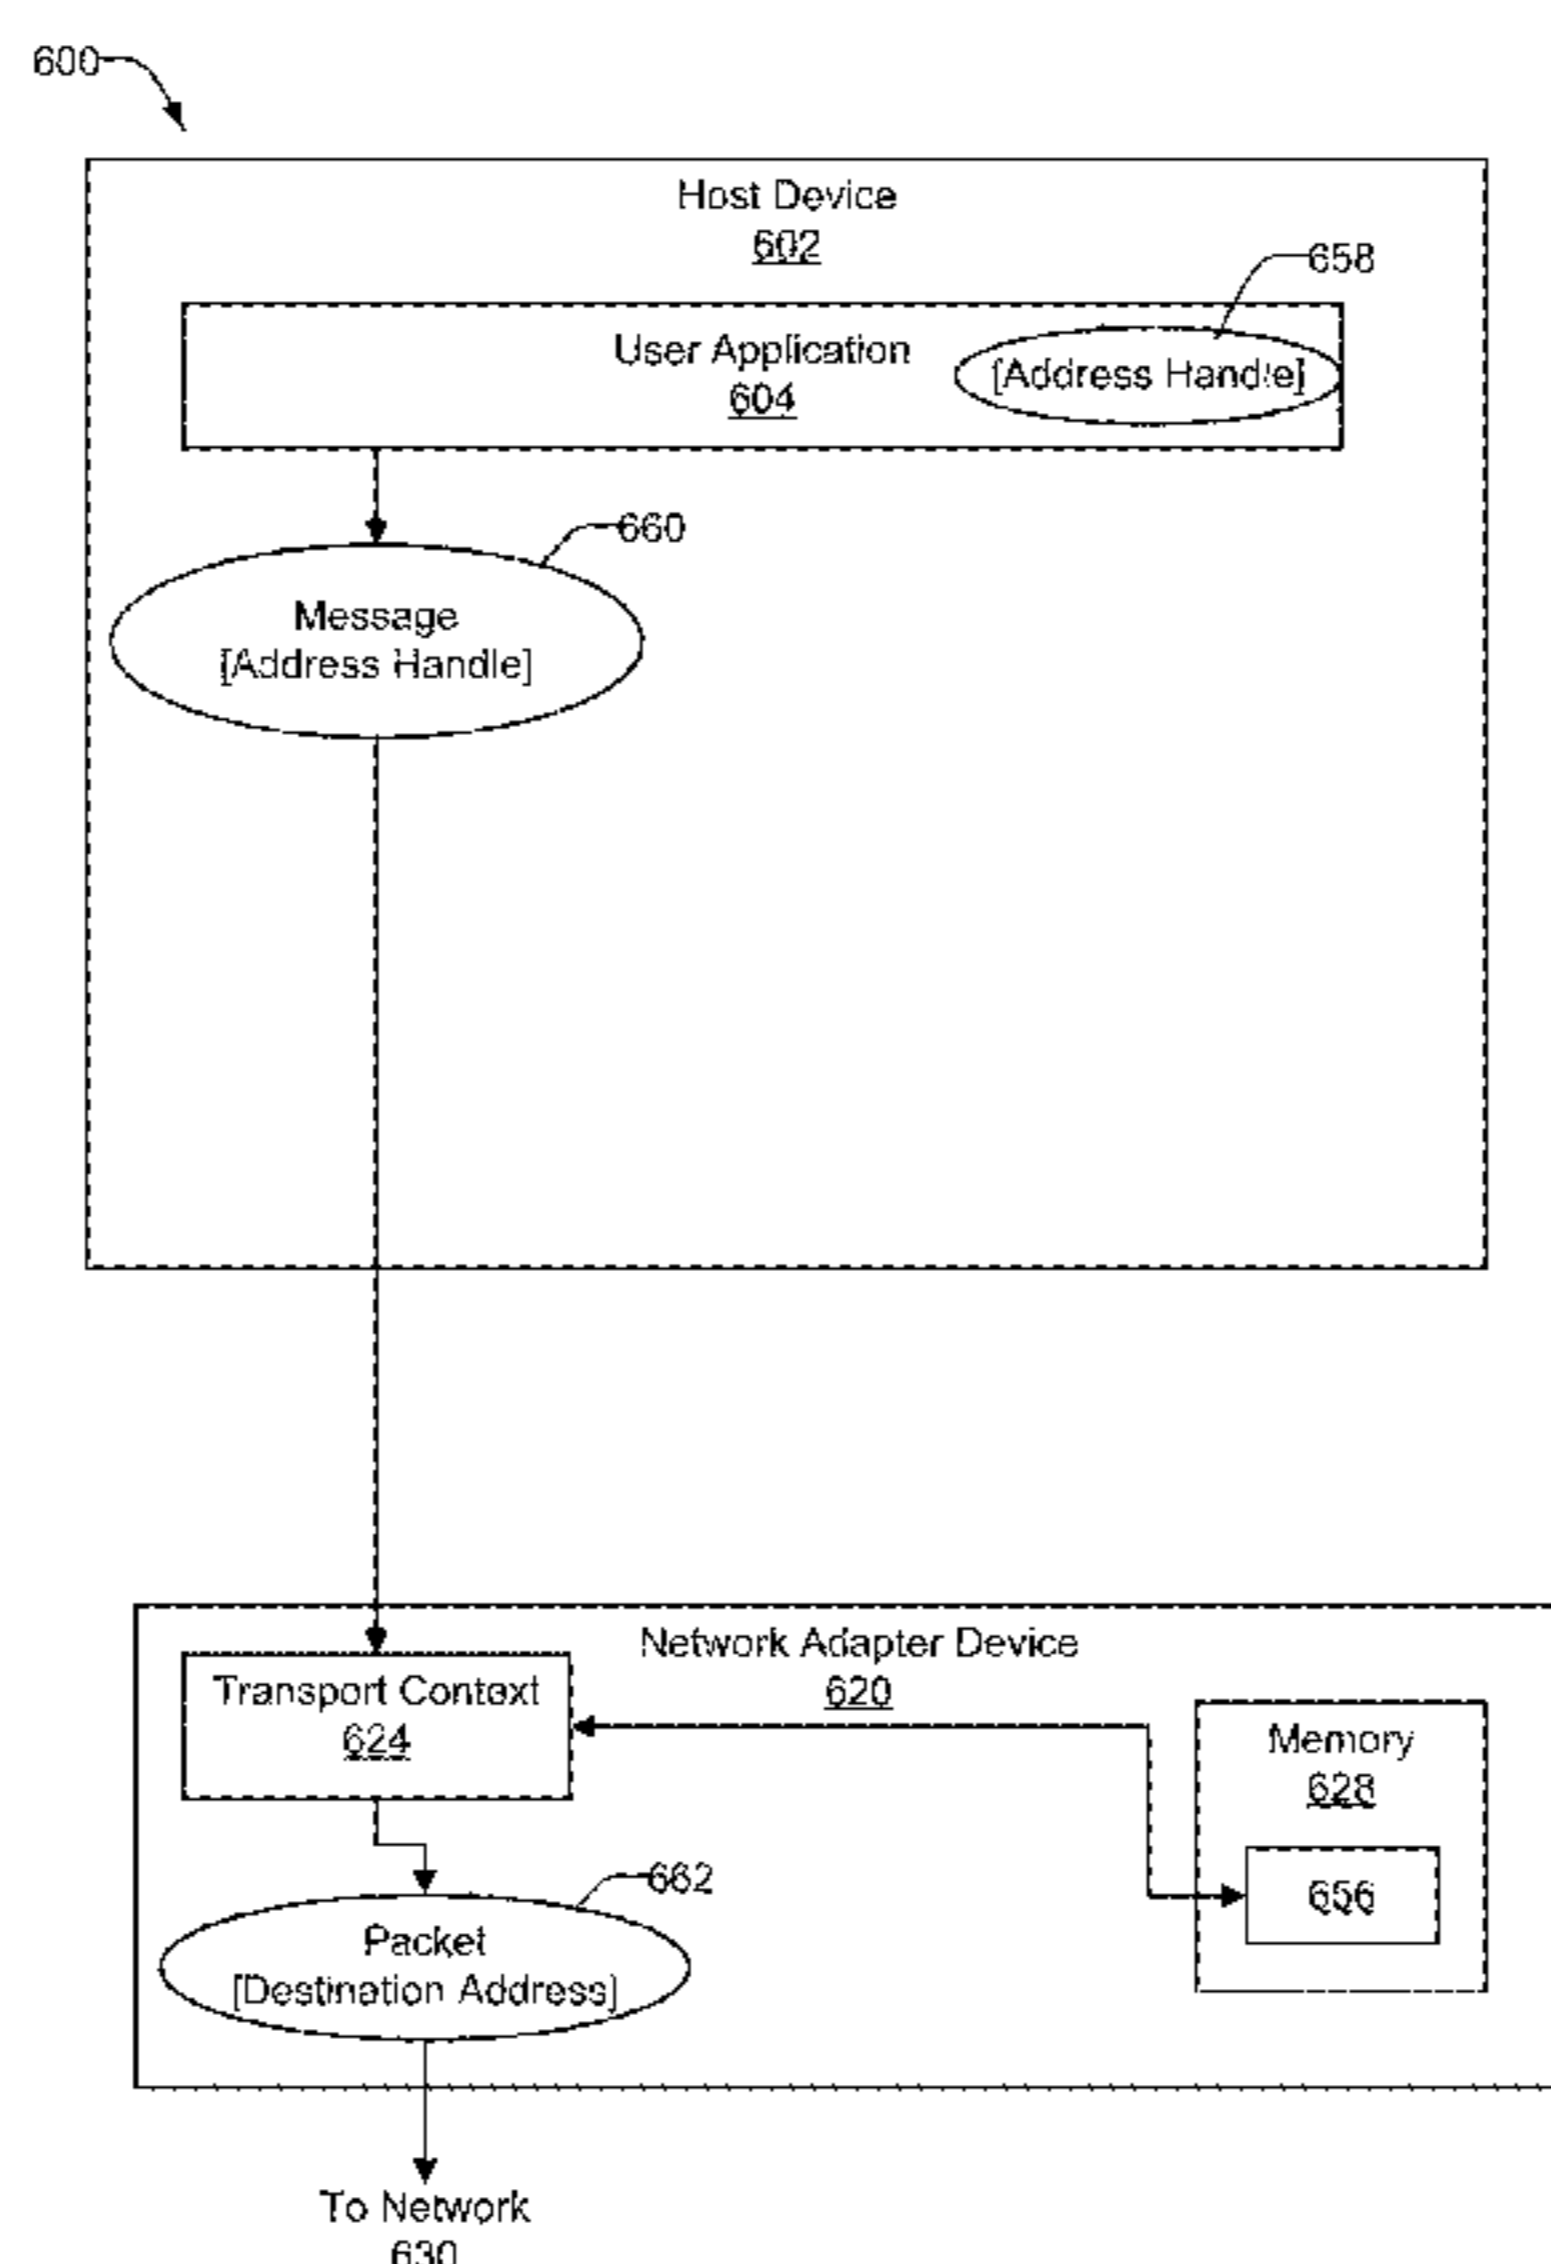 600
Host Device
602
658
User Application
604
[Address Handle]
660
Message
[Address Handle]
Network Adapter Device
620
Transport Context
624
Memory
628
656
662
Packet
[Destination Address]
To Network
630